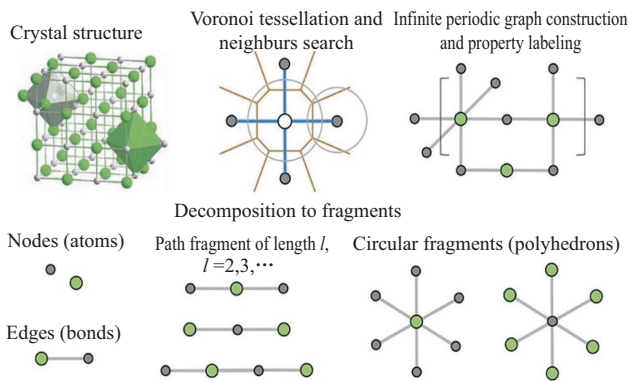 Crystal structure
Voronoi tessellation and
neighburs search
Infinite periodic graph construction
and property labeling
Decomposition to fragments
Nodes (atoms)
Path fragment of length l,
l =2,3,⋯
Circular fragments (polyhedrons)
Edges (bonds)